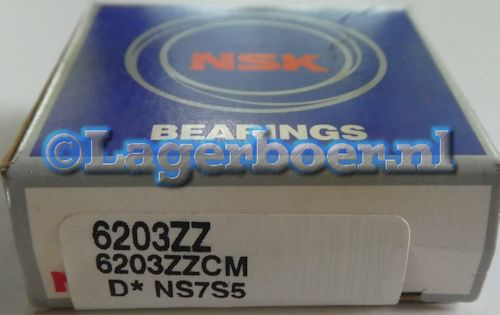 NSK
BEARINGS
©Lagerboer.nl
6203ZZ
6203ZZCM
D* NS7S5